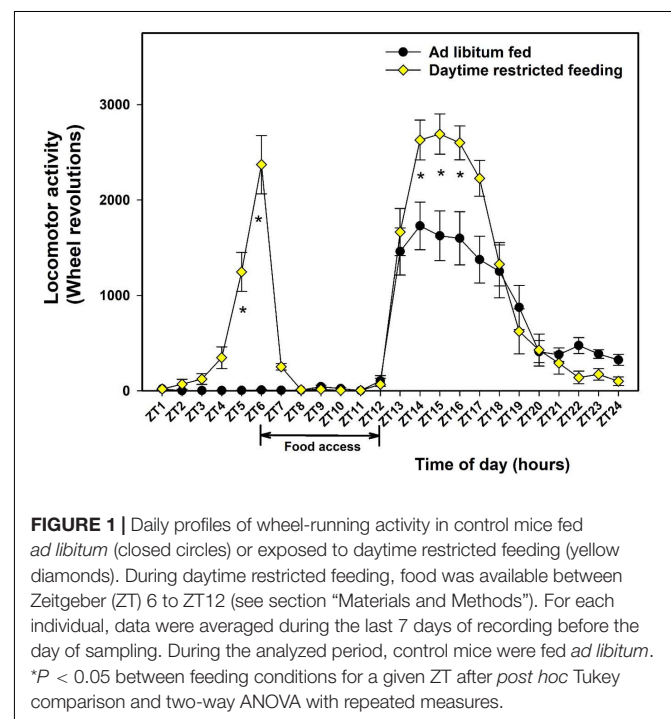 Ad libitum fed
Daytime restricted feeding
Locomotor activity
(Wheel revolutions)
3000
2000
1000
0
* * * * *
ZT1 ZT2 ZT3 ZT4 ZT5 ZT6 ZT7 ZT8 ZT9 ZT10 ZT11 ZT12 ZT13 ZT14 ZT15 ZT16 ZT17 ZT18 ZT19 ZT20 ZT21 ZT22 ZT23 ZT24
Food access
Time of day (hours)
FIGURE 1 | Daily profiles of wheel-running activity in control mice fed
ad libitum (closed circles) or exposed to daytime restricted feeding (yellow
diamonds). During daytime restricted feeding, food was available between
Zeitgeber (ZT) 6 to ZT12 (see section “Materials and Methods”). For each
individual, data were averaged during the last 7 days of recording before the
day of sampling. During the analyzed period, control mice were fed ad libitum.
*P < 0.05 between feeding conditions for a given ZT after post hoc Tukey
comparison and two-way ANOVA with repeated measures.